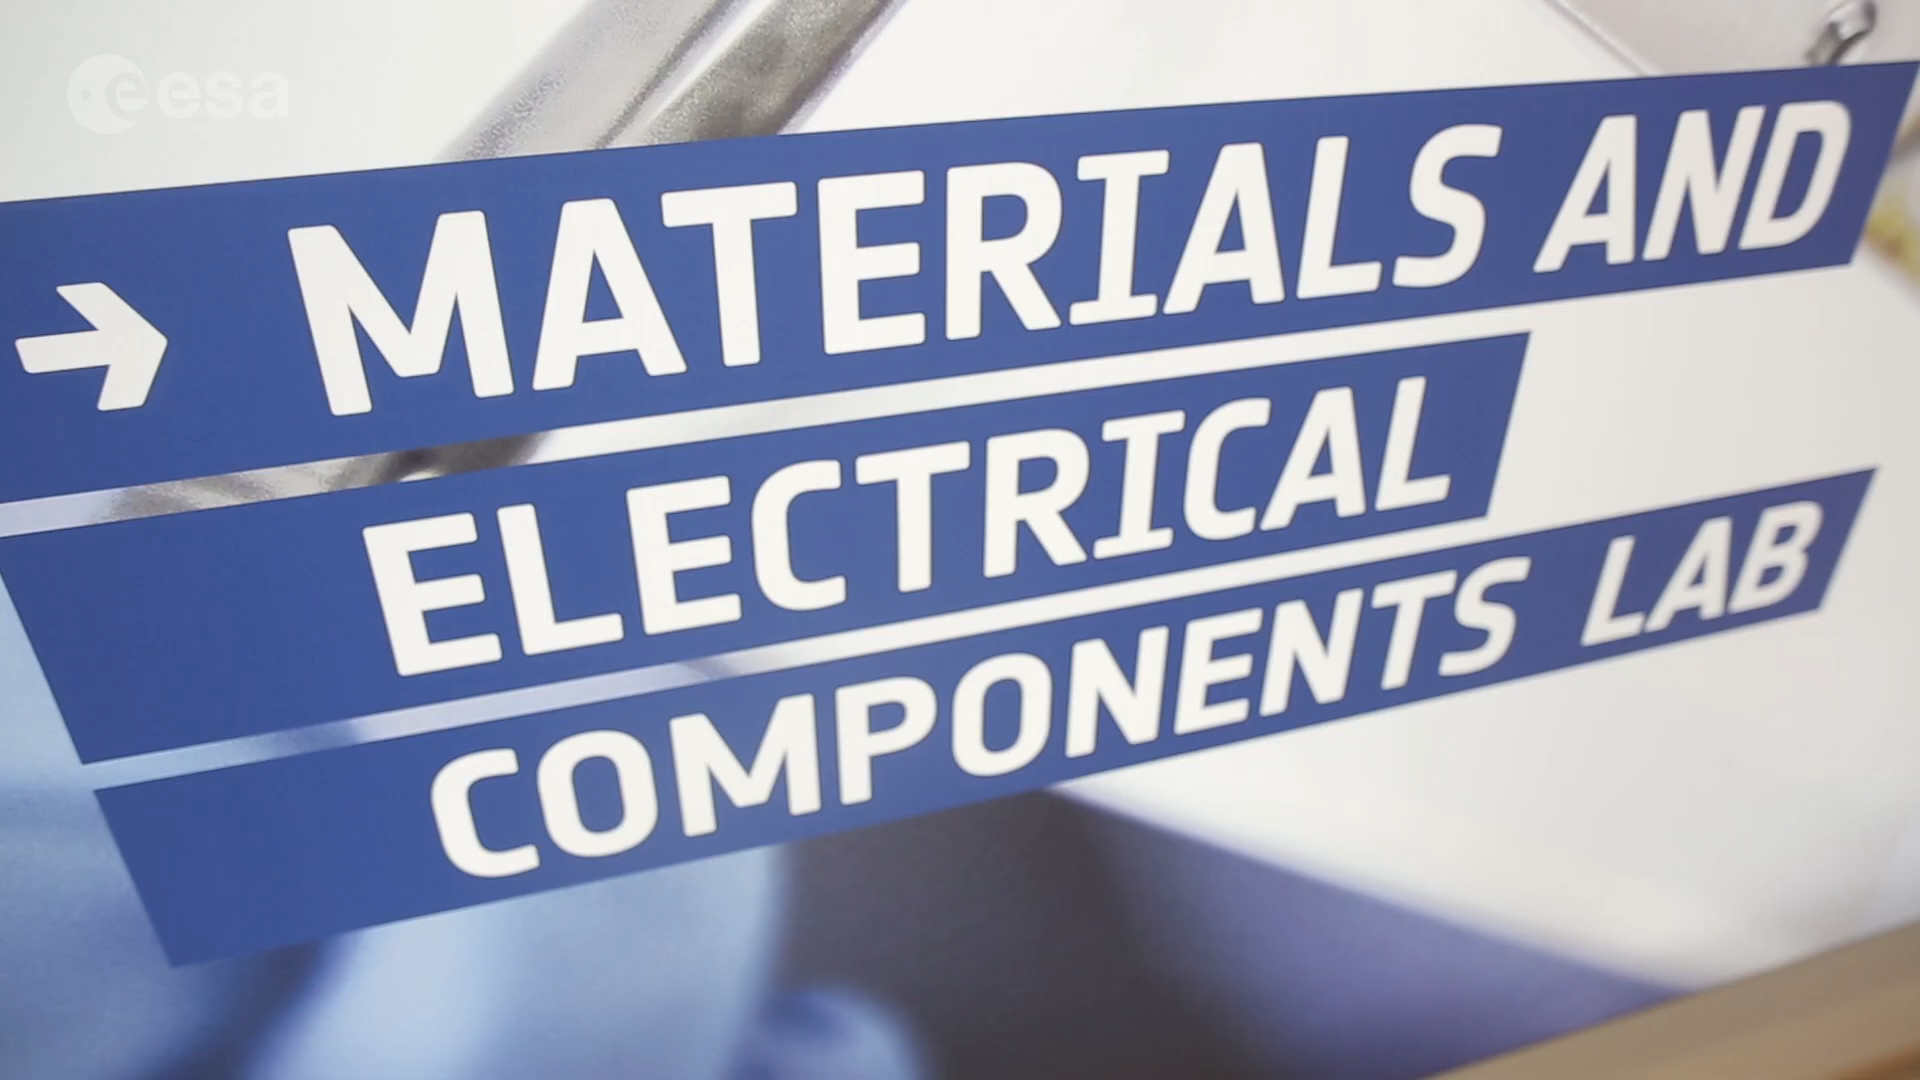 esa
→ MATERIALS AND
ELECTRICAL
COMPONENTS LAB